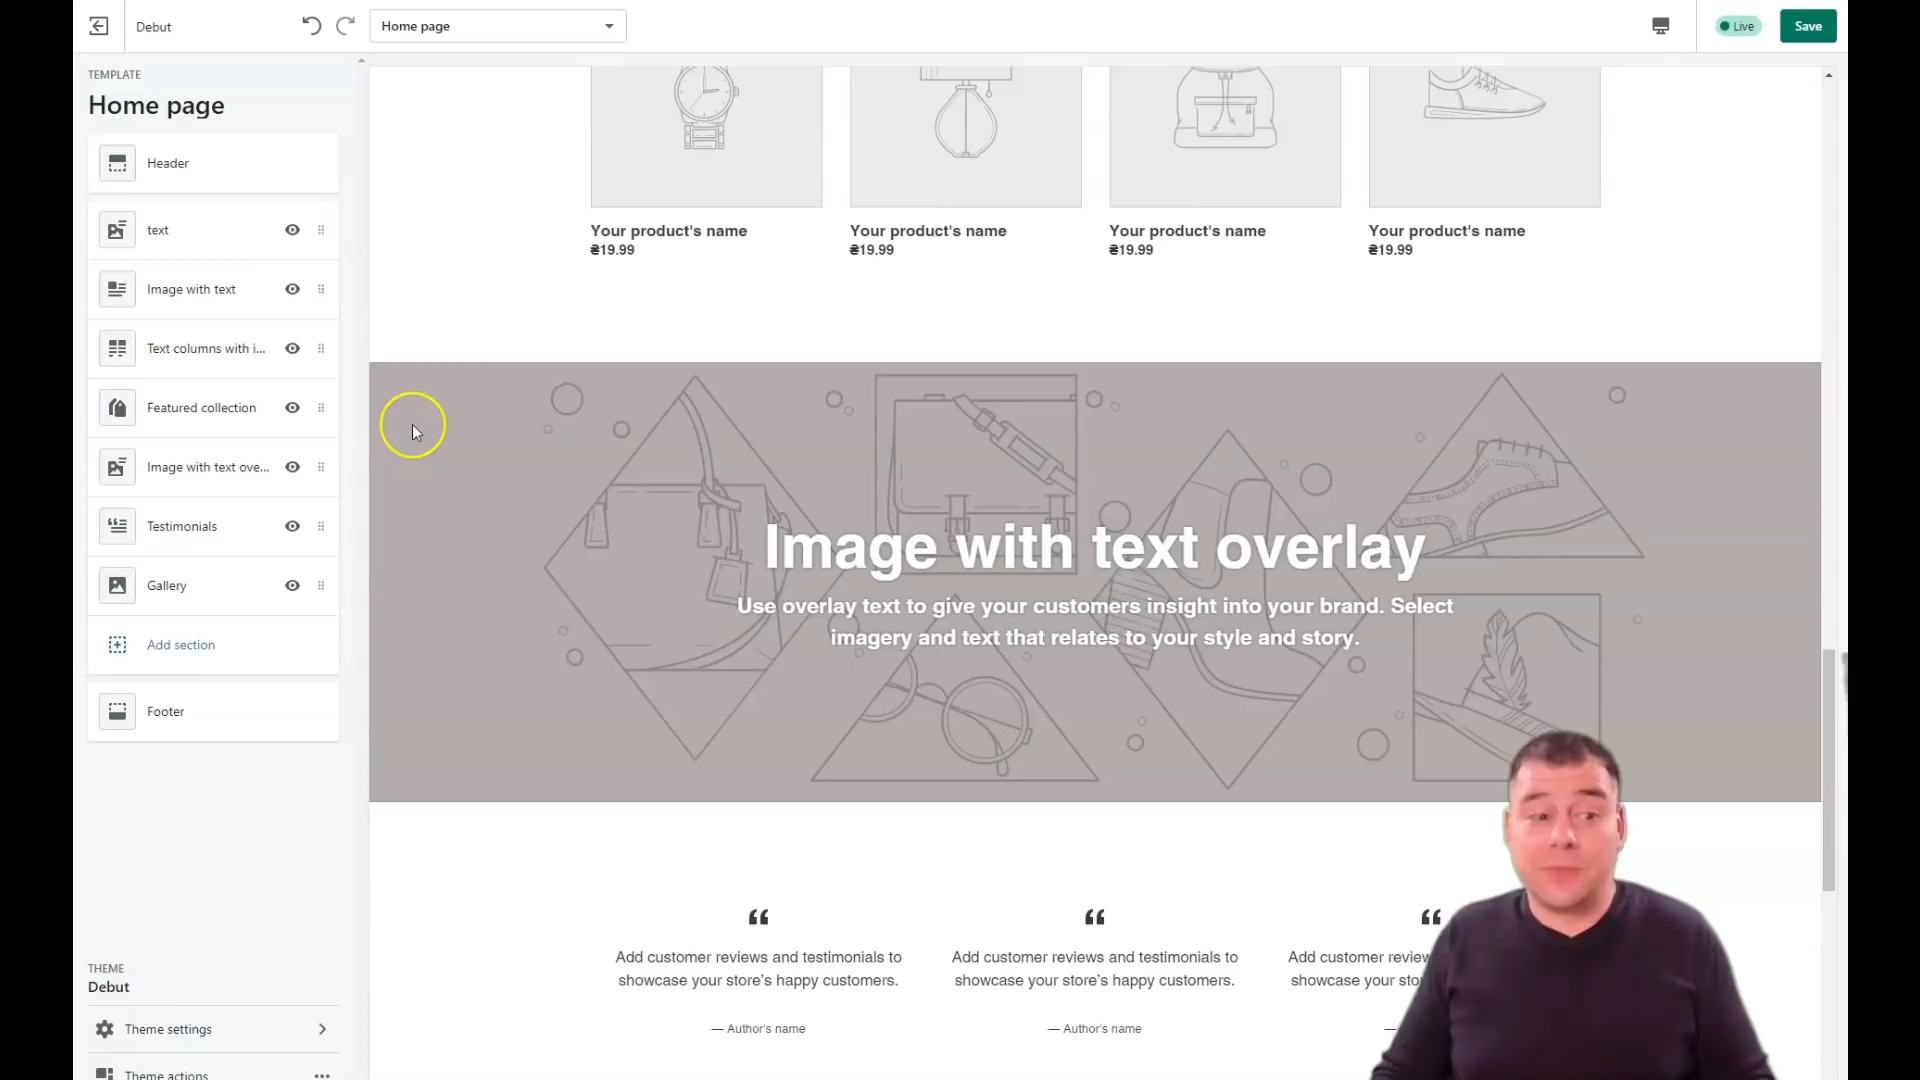 Debut
Home page
Live
Save
TEMPLATE
Home page
Header
text
Image with text
Text columns with i...
Featured collection
Image with text ove...
Testimonials
Gallery
Add section
Footer
THEME
Debut
Theme settings
Theme actions
Your product's name
₴19.99
Your product's name
₴19.99
Your product's name
₴19.99
Your product's name
₴19.99
Image with text overlay
Use overlay text to give your customers insight into your brand. Select
imagery and text that relates to your style and story.
“
Add customer reviews and testimonials to
showcase your store’s happy customers.
— Author's name
“
Add customer reviews and testimonials to
showcase your store’s happy customers.
— Author's name
“
Add customer
showcase your
—